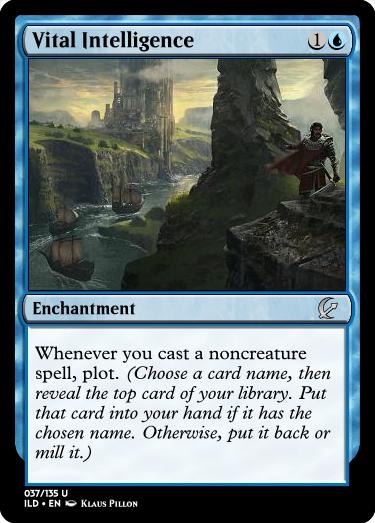 Vital Intelligence 1
Enchantment
Whenever you cast a noncreature
spell, plot. (Choose a card name, then
reveal the top card of your library. Put
that card into your hand if it has the
chosen name. Otherwise, put it back or
mill it.)
037/135 U
ILD • EN KLAUS PILLON